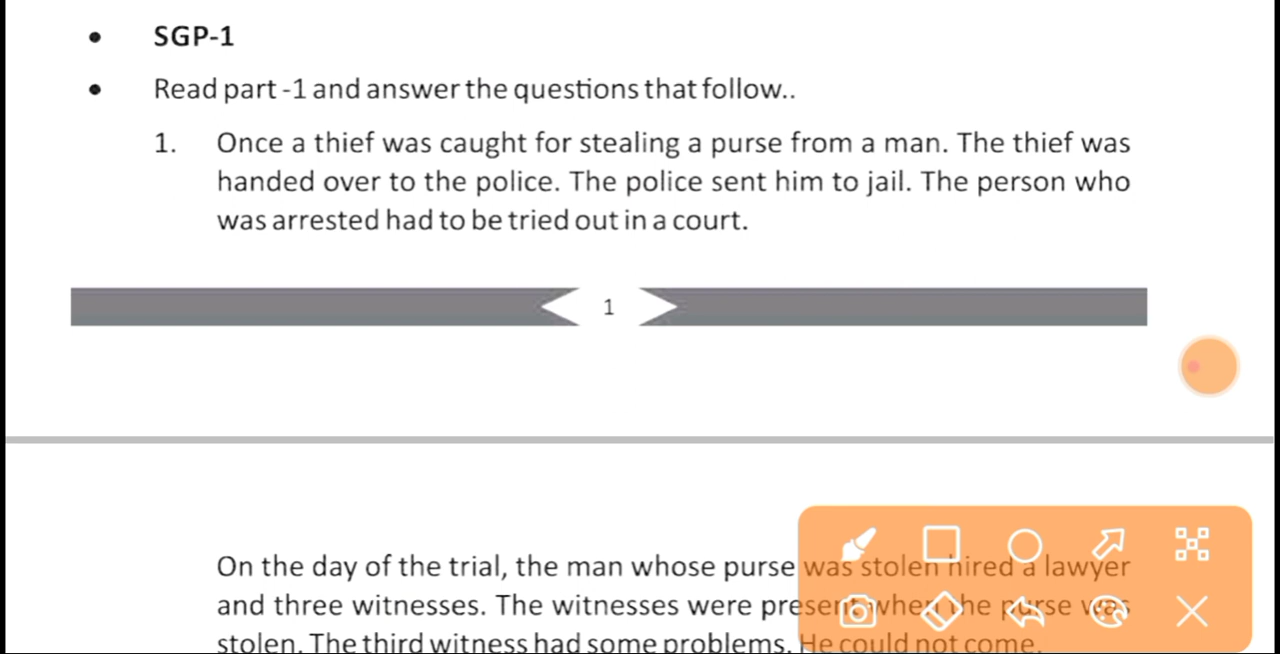 SGP-1
Read part -1 and answer the questions that follow..
1. Once a thief was caught for stealing a purse from a man. The thief was
handed over to the police. The police sent him to jail. The person who
was arrested had to be tried out in a court.
1
On the day of the trial, the man whose purse was stolen hired a lawyer
and three witnesses. The witnesses were present when the purse was
stolen. The third witness had some problems. He could not come.